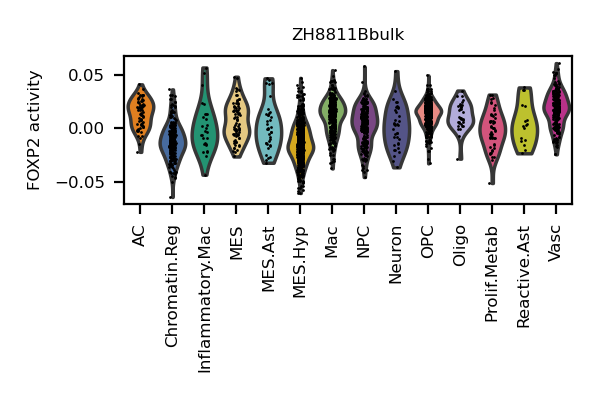 ZH8811Bbulk
FOXP2 activity
0.05
0.00
−0.05
AC
Chromatin.Reg
Inflammatory.Mac
MES
MES.Ast
MES.Hyp
Mac
NPC
Neuron
OPC
Oligo
Prolif.Metab
Reactive.Ast
Vasc